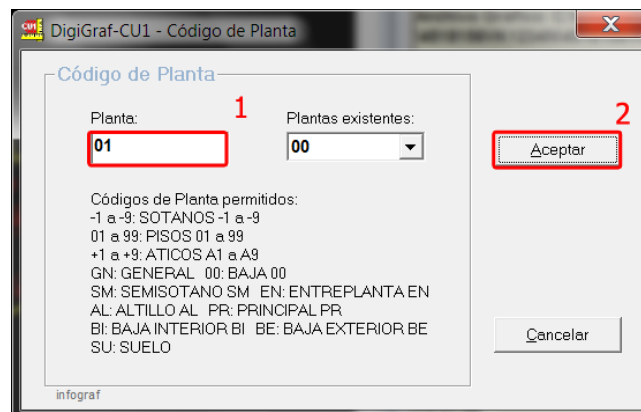 CU1 DigiGraf-CU1 - Código de Planta
X
Código de Planta
Planta:
1
Plantas existentes:
2
01
00
Aceptar
Códigos de Planta permitidos:
-1 a -9: SOTANOS -1 a -9
01 a 99: PISOS 01 a 99
+1 a +9: ATICOS A1 a A9
GN: GENERAL 00: BAJA 00
SM: SEMISOTANO SM EN: ENTREPLANTA EN
AL: ALTILLO AL PR: PRINCIPAL PR
BI: BAJA INTERIOR BI BE: BAJA EXTERIOR BE
SU: SUELO
Cancelar
infograf